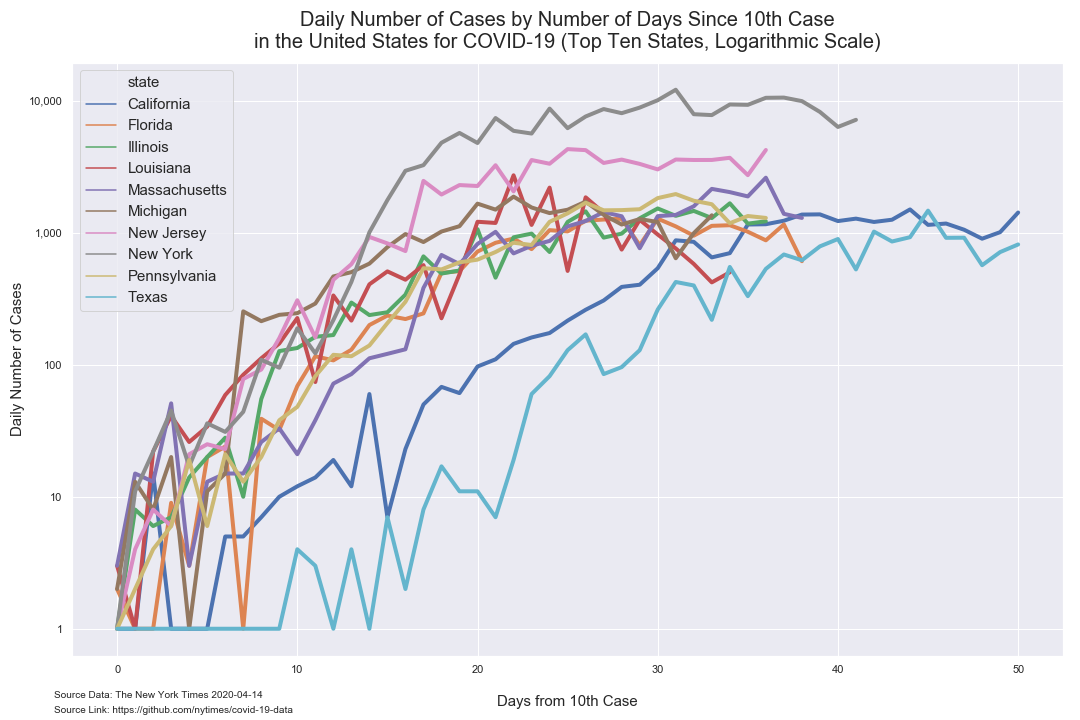 Daily Number of Cases by Number of Days Since 10th Case
in the United States for COVID-19 (Top Ten States, Logarithmic Scale)
state
California
Florida
Illinois
Louisiana
Massachusetts
Michigan
New Jersey
New York
Pennsylvania
Texas
Daily Number of Cases
10,000
1,000
100
10
1
0 10 20 30 40 50
Days from 10th Case
Source Data: The New York Times 2020-04-14
Source Link: https://github.com/nytimes/covid-19-data